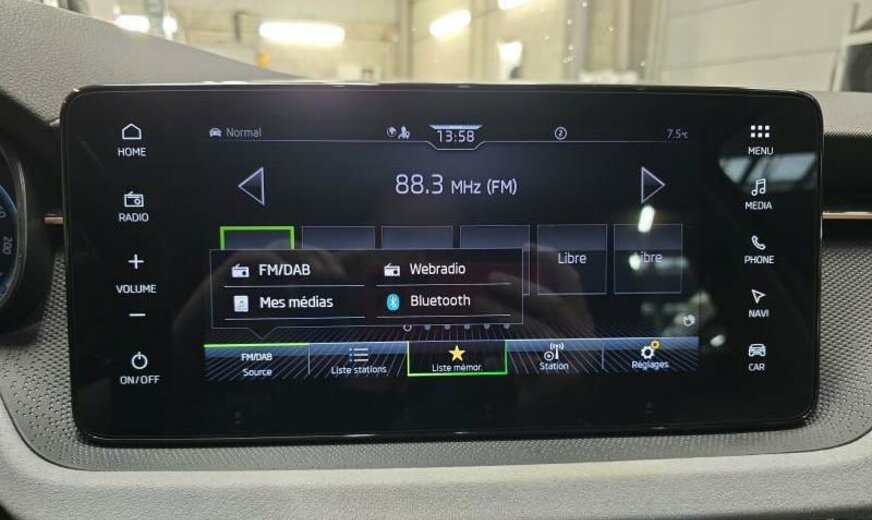 Normal
13:58
7.5°C
HOME
MENU
88.3 MHz (FM)
RADIO
MEDIA
+
VOLUME
-
PHONE
FM/DAB
Webradio
Libre
Libre
Mes médias
Bluetooth
NAVI
FM/DAB
Source
Liste stations
Liste mémor.
Station
Réglages
CAR
ON/OFF
200